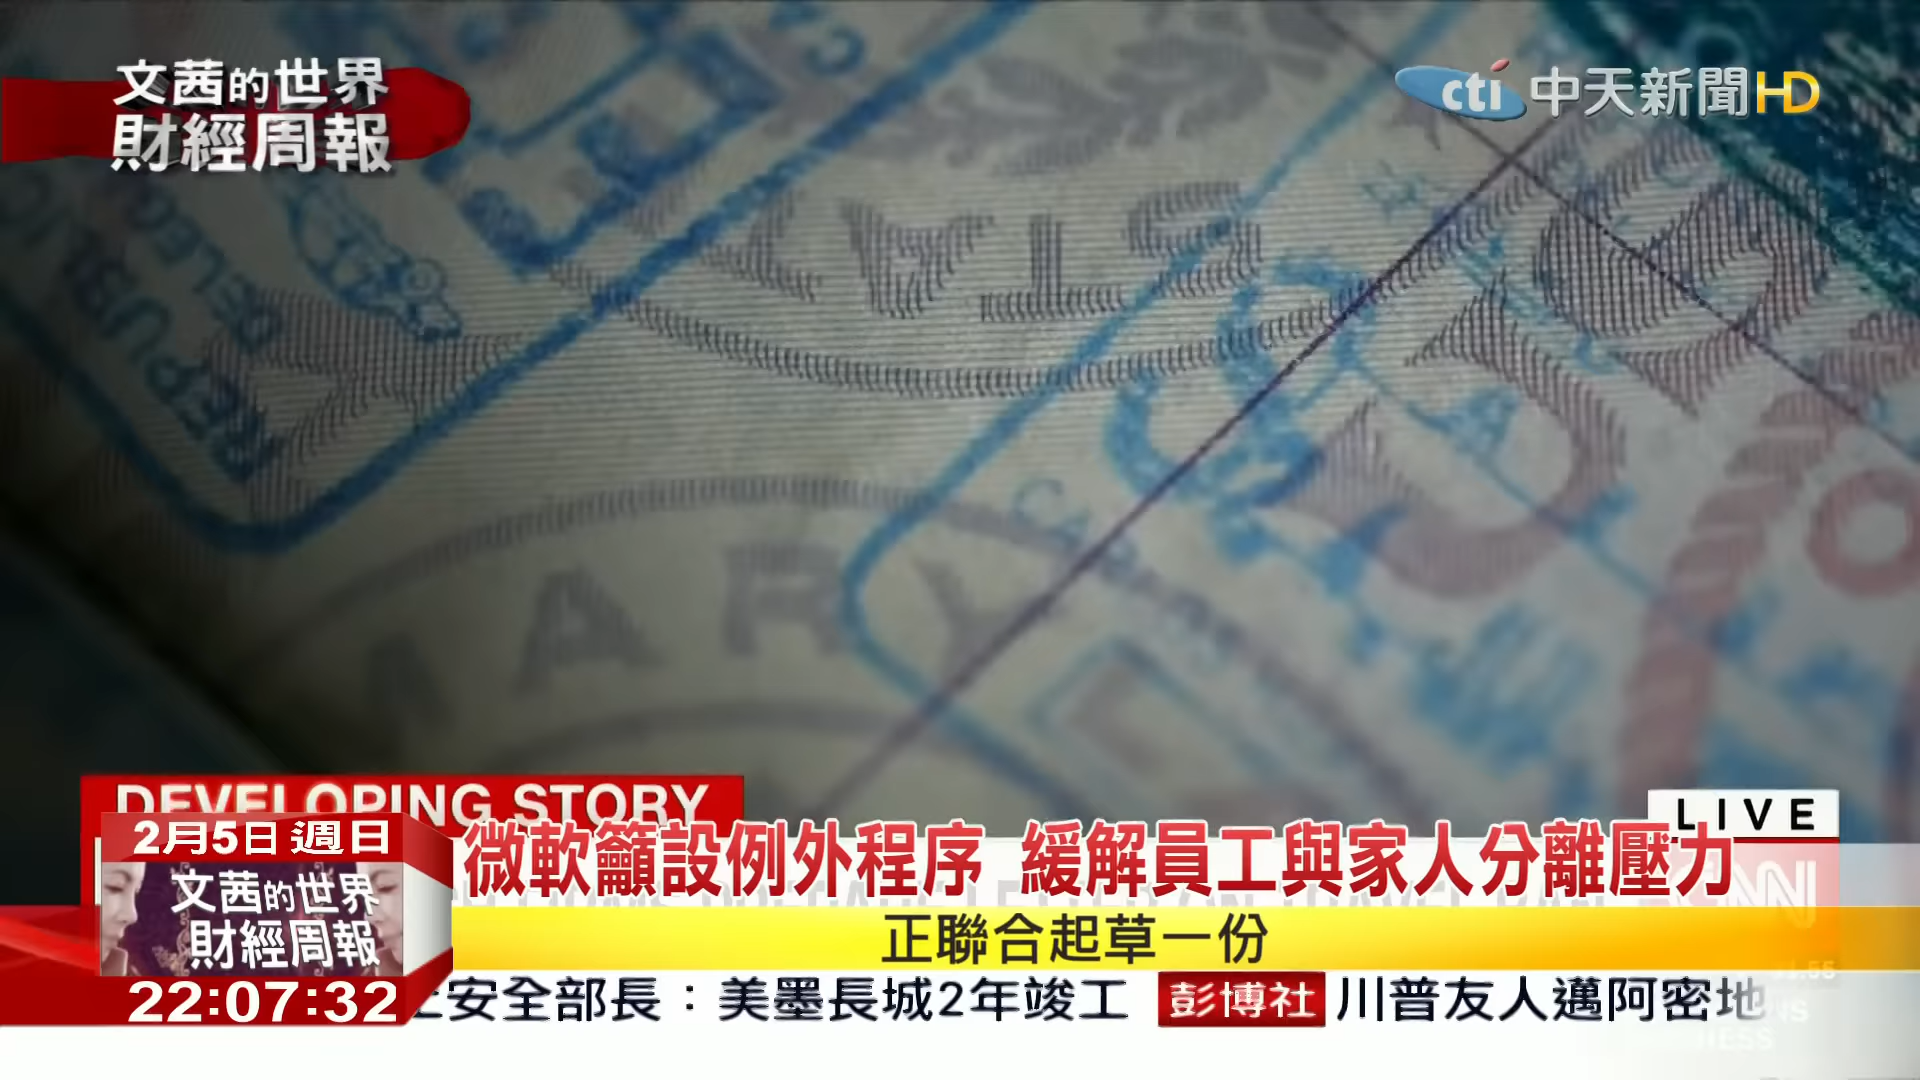 文茜的世界
財經周報
cti 中天新聞HD
STAT
REPUBLIC
MARY
DEVELOPING STORY
LIVE
2月5日 週日
微軟籲設例外程序 緩解員工與家人分離壓力
CNN
文茜的世界
財經周報
正聯合起草一份
22:07:32
安全部長：美墨長城2年竣工 彭博社 川普友人邁阿密地